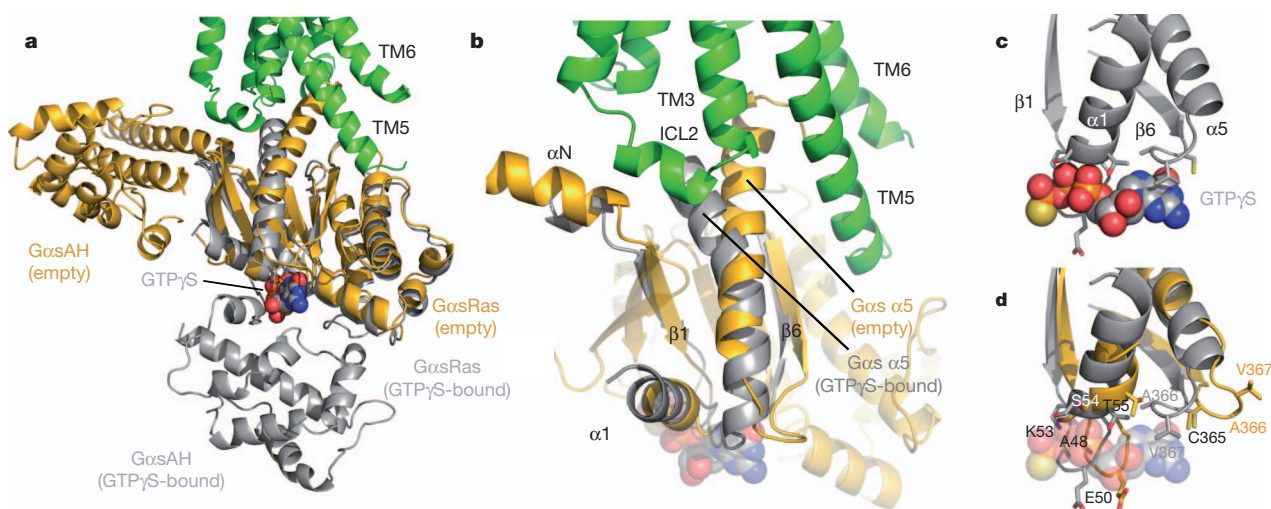 a
TM6
TM5
GαsAH
(empty)
GTPγS
GαsRas
(empty)
GαsRas
(GTPγS-bound)
GαsAH
(GTPγS-bound)
b
TM6
TM3
ICL2
αN
TM5
β1
β6
Gαs α5
(empty)
Gαs α5
(GTPγS-bound)
α1
c
β1
α1
β6
α5
GTPγS
d
V367
S54
T55
A366
A366
K53
A48
C365
V367
E50